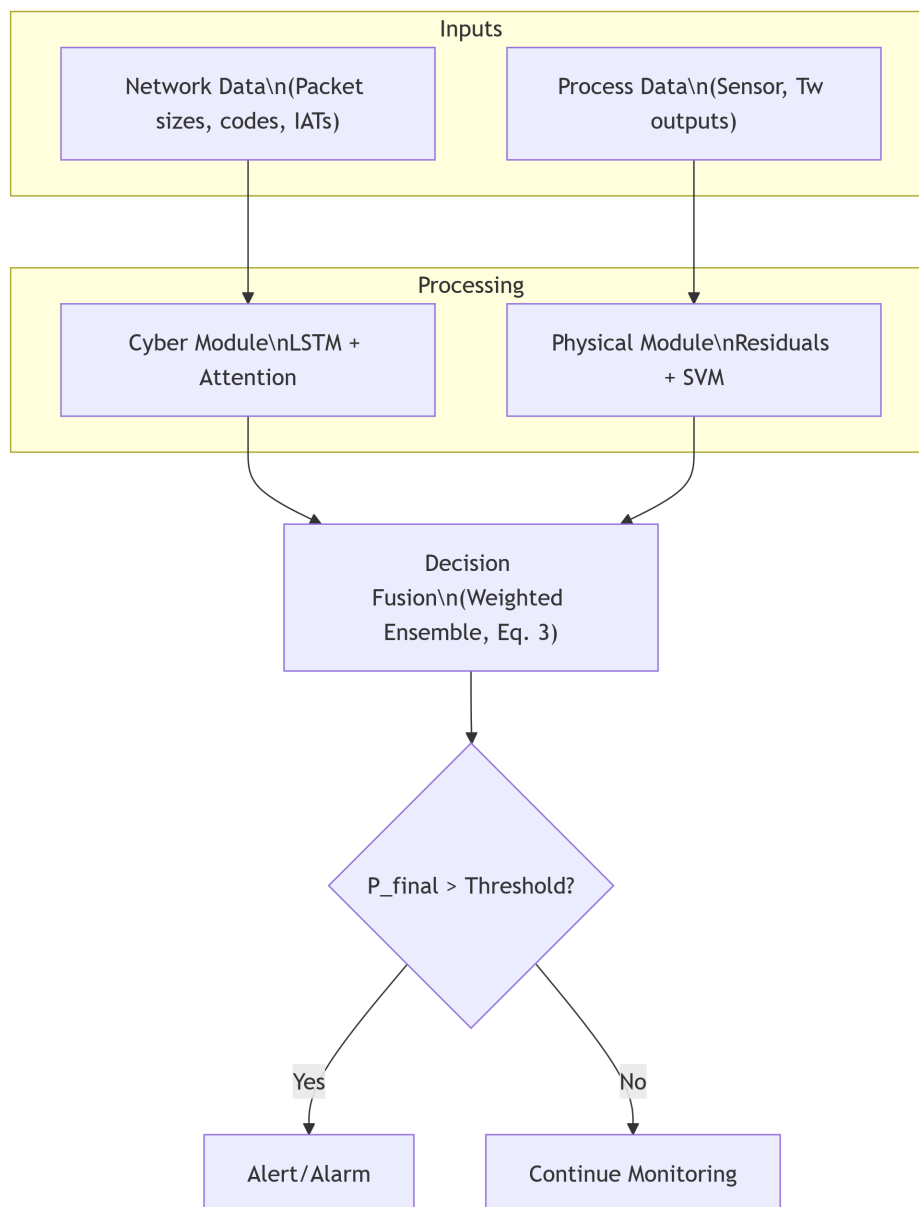 Inputs
Network Data\n(Packet
sizes, codes, IATs)
Process Data\n(Sensor, Tw
outputs)
Processing
Cyber Module\nLSTM +
Attention
Physical Module\nResiduals
+ SVM
Decision
Fusion\n(Weighted
Ensemble, Eq. 3)
P_final > Threshold?
Yes
No
Alert/Alarm
Continue Monitoring